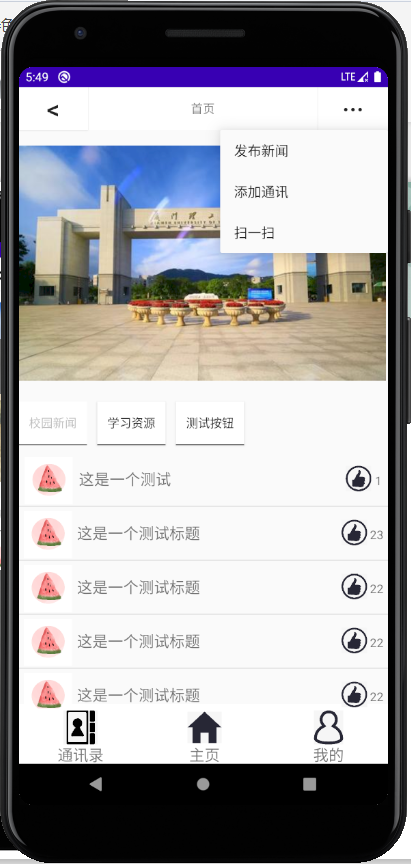 5:49
LTE
<
首页
发布新闻
添加通讯
扫一扫
校园新闻
学习资源
测试按钮
这是一个测试
1
这是一个测试标题
23
这是一个测试标题
22
这是一个测试标题
22
这是一个测试标题
22
通讯录
主页
我的